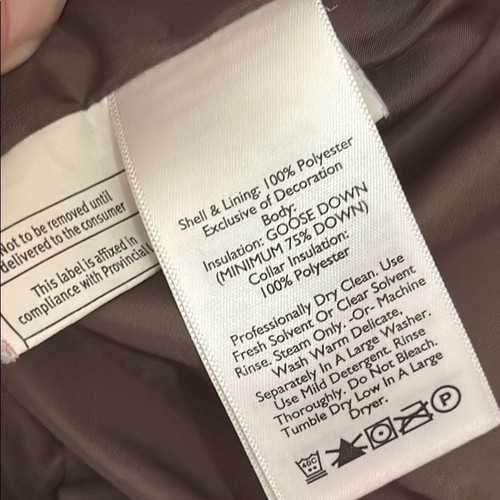 Not to be removed until
delivered to the consumer
This label is affixed in
compliance with Provincial
Shell & Lining: 100% Polyester
Exclusive of Decoration
Body:
Insulation: GOOSE DOWN
(MINIMUM 75% DOWN)
Collar Insulation:
100% Polyester
Professionally Dry Clean. Use
Fresh Solvent Or Clear Solvent
Rinse. Steam Only. -Or- Machine
Wash Warm Delicate,
Separately In A Large Washer.
Use Mild Detergent. Rinse
Thoroughly. Do Not Bleach.
Tumble Dry Low In A Large
Dryer.
40C
P